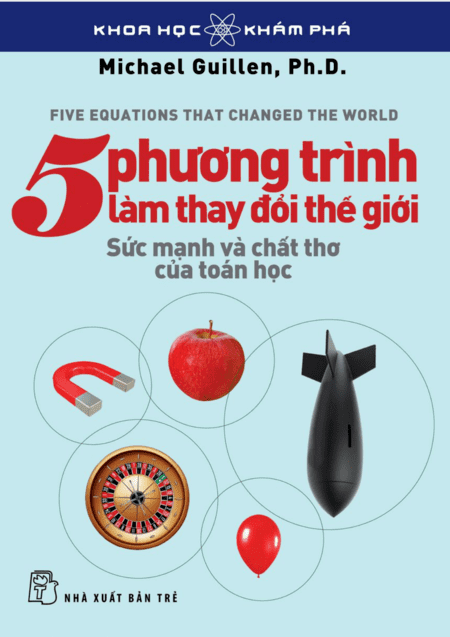 KHOA HỌC KHÁM PHÁ
Michael Guillen, Ph.D.
FIVE EQUATIONS THAT CHANGED THE WORLD
5 phương trình
làm thay đổi thế giới
Sức mạnh và chất thơ
của toán học
NHÀ XUẤT BẢN TRẺ